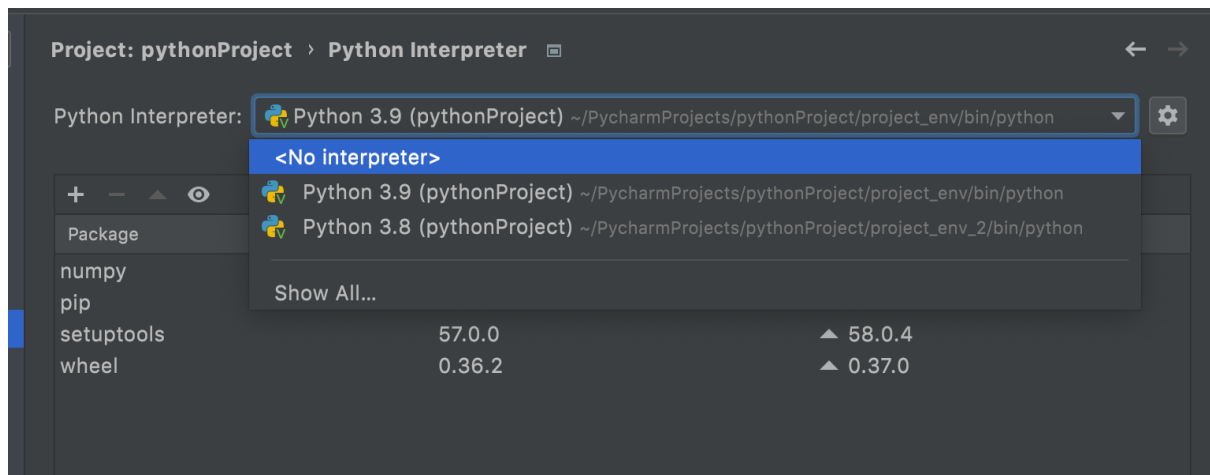 Project: pythonProject › Python Interpreter
Python Interpreter: Python 3.9 (pythonProject) ~/PycharmProjects/pythonProject/project_env/bin/python
<No interpreter>
Python 3.9 (pythonProject) ~/PycharmProjects/pythonProject/project_env/bin/python
Python 3.8 (pythonProject) ~/PycharmProjects/pythonProject/project_env_2/bin/python
Package
numpy
Show All...
pip
setuptools 57.0.0 58.0.4
wheel 0.36.2 0.37.0